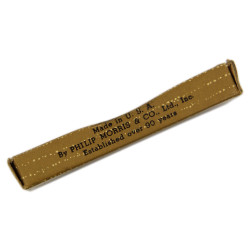 Made in U. S. A.
By PHILIP MORRIS & CO., Ltd., Inc.
Established over 90 years